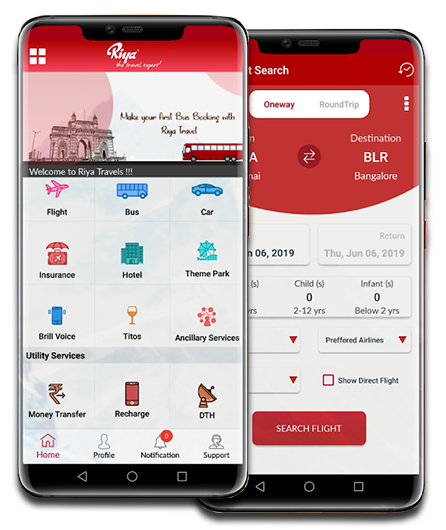 Riya
the travel expert!
Make your first Bus Booking with
Riya Travel
Welcome to Riya Travels !!!
Flight
Bus
Car
Insurance
Hotel
Theme Park
Brill Voice
Titos
Ancillary Services
Utility Services
Money Transfer
Recharge
DTH
0
Home
Profile
Notification
Support
t Search
Oneway
RoundTrip
n
Destination
A
BLR
nai
Bangalore
Return
n 06, 2019
Thu, Jun 06, 2019
(s)
Child (s)
Infant (s)
0
0
yrs
2-12 yrs
Below 2 yrs
Preffered Airlines
Show Direct Flight
SEARCH FLIGHT